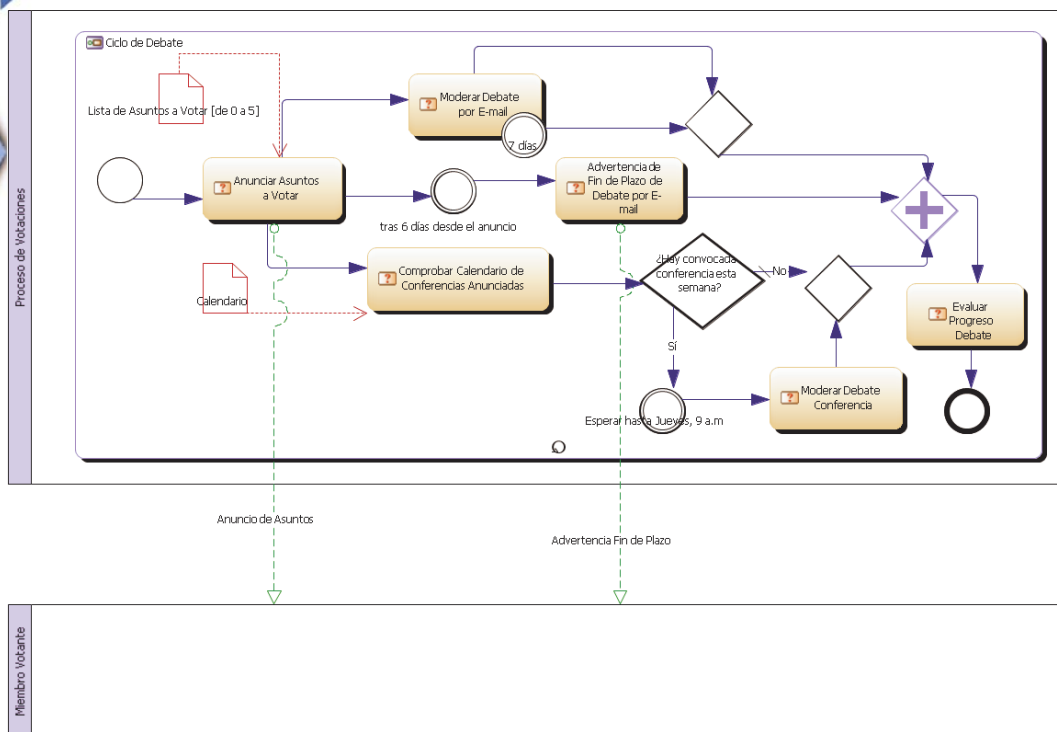 Proceso de Votaciones
Ciclo de Debate
Lista de Asuntos a Votar [de 0 a 5]
Moderar Debate
por E-mail
7 días
Anunciar Asuntos
a Votar
tras 6 días desde el anuncio
Advertencia de
Fin de Plazo de
Debate por E-
mail
Calendario
Comprobar Calendario de
Conferencias Anunciadas
¿Hay convocada
conferencia esta
semana?
No
Sí
Esperar hasta Jueves, 9 a.m
Moderar Debate
Conferencia
Evaluar
Progreso
Debate
Anuncio de Asuntos
Advertencia Fin de Plazo
Miembro Votante